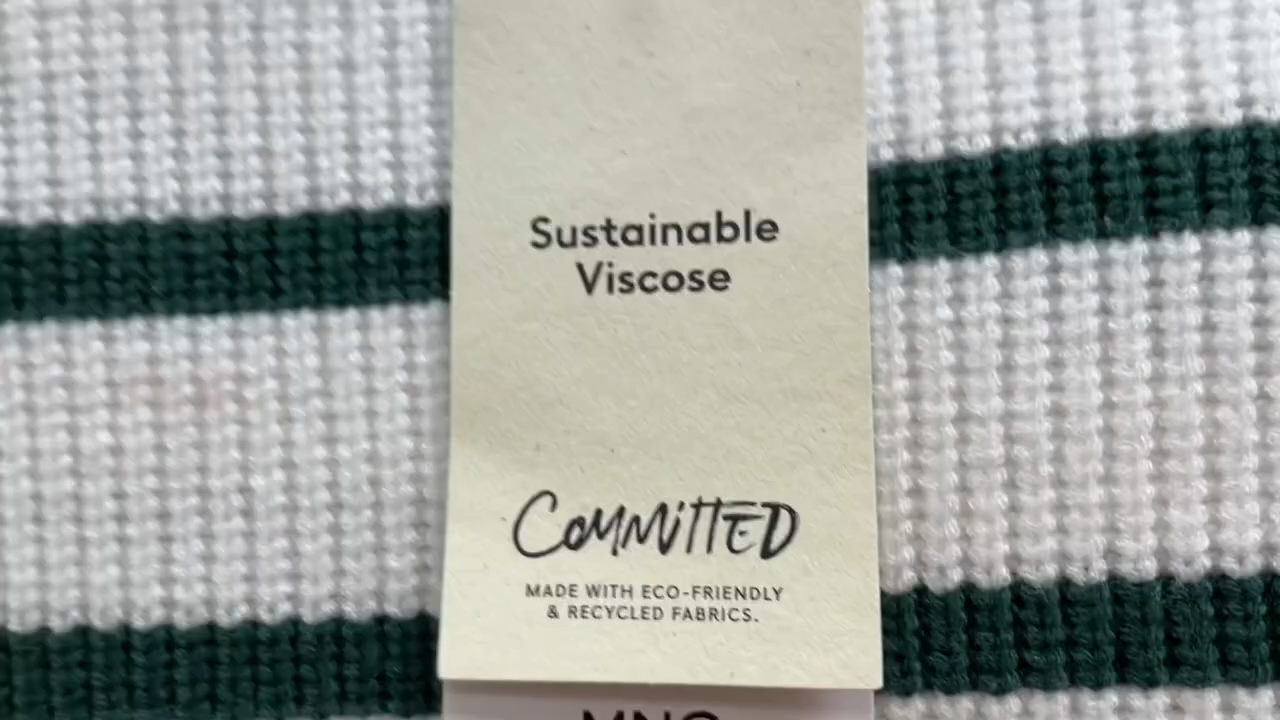 Sustainable
Viscose
COMMITTED
MADE WITH ECO-FRIENDLY
& RECYCLED FABRICS.